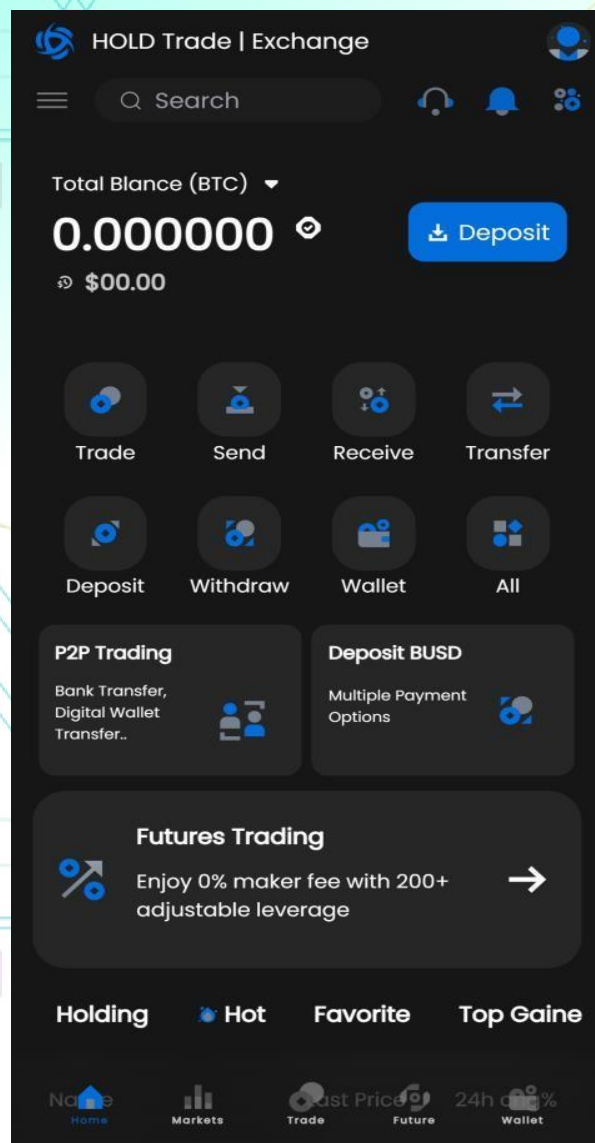 HOLD Trade | Exchange
Search
Total Blance (BTC)
0.000000
Deposit
$00.00
Trade
Send
Receive
Transfer
Deposit
Withdraw
Wallet
All
P2P Trading
Bank Transfer,
Digital Wallet
Transfer..
Deposit BUSD
Multiple Payment
Options
Futures Trading
Enjoy 0% maker fee with 200+
adjustable leverage
Holding
Hot
Favorite
Top Gaine
Price
24h
Home
Markets
Trade
Future
Wallet